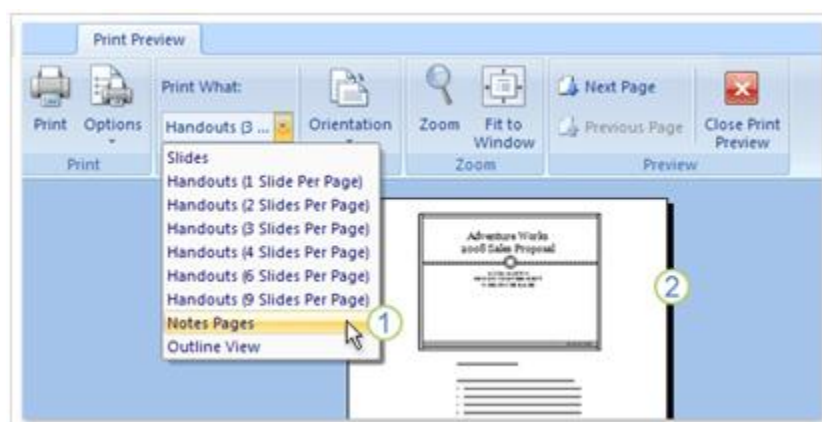 Print Preview
Print
Options
Print What:
Handouts (3 ...
Orientation
Zoom
Fit to
Window
Next Page
Previous Page
Close Print
Preview
Print
Zoom
Preview
Slides
Handouts (1 Slide Per Page)
Handouts (2 Slides Per Page)
Handouts (3 Slides Per Page)
Handouts (4 Slides Per Page)
Handouts (6 Slides Per Page)
Handouts (9 Slides Per Page)
Notes Pages
Outline View
1
Adventure Works
2008 Sales Proposal
2